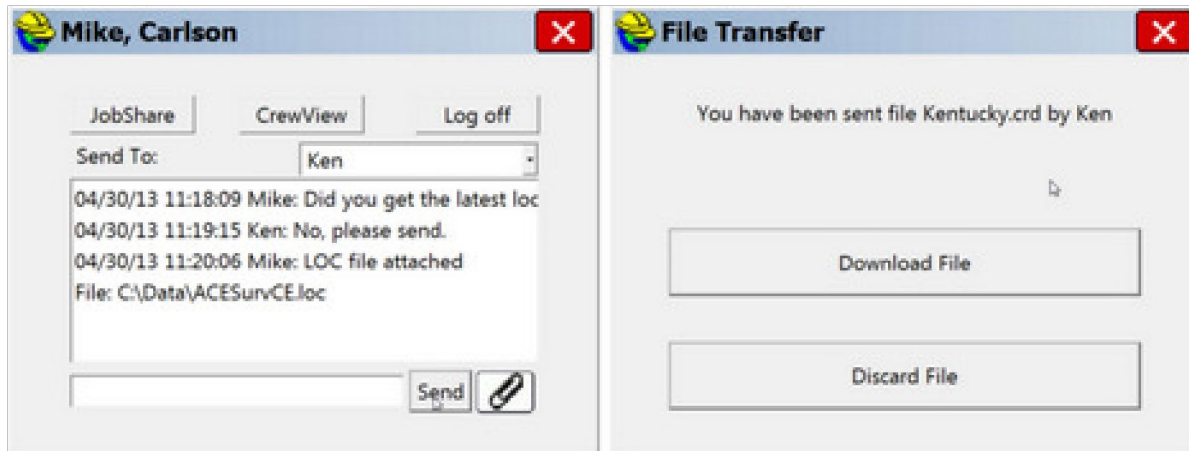 Mike, Carlson
JobShare CrewView Log off
Send To: Ken
04/30/13 11:18:09 Mike: Did you get the latest loc
04/30/13 11:19:15 Ken: No, please send.
04/30/13 11:20:06 Mike: LOC file attached
File: C:\Data\ACESurvCE.loc
Send
File Transfer
You have been sent file Kentucky.crd by Ken
Download File
Discard File